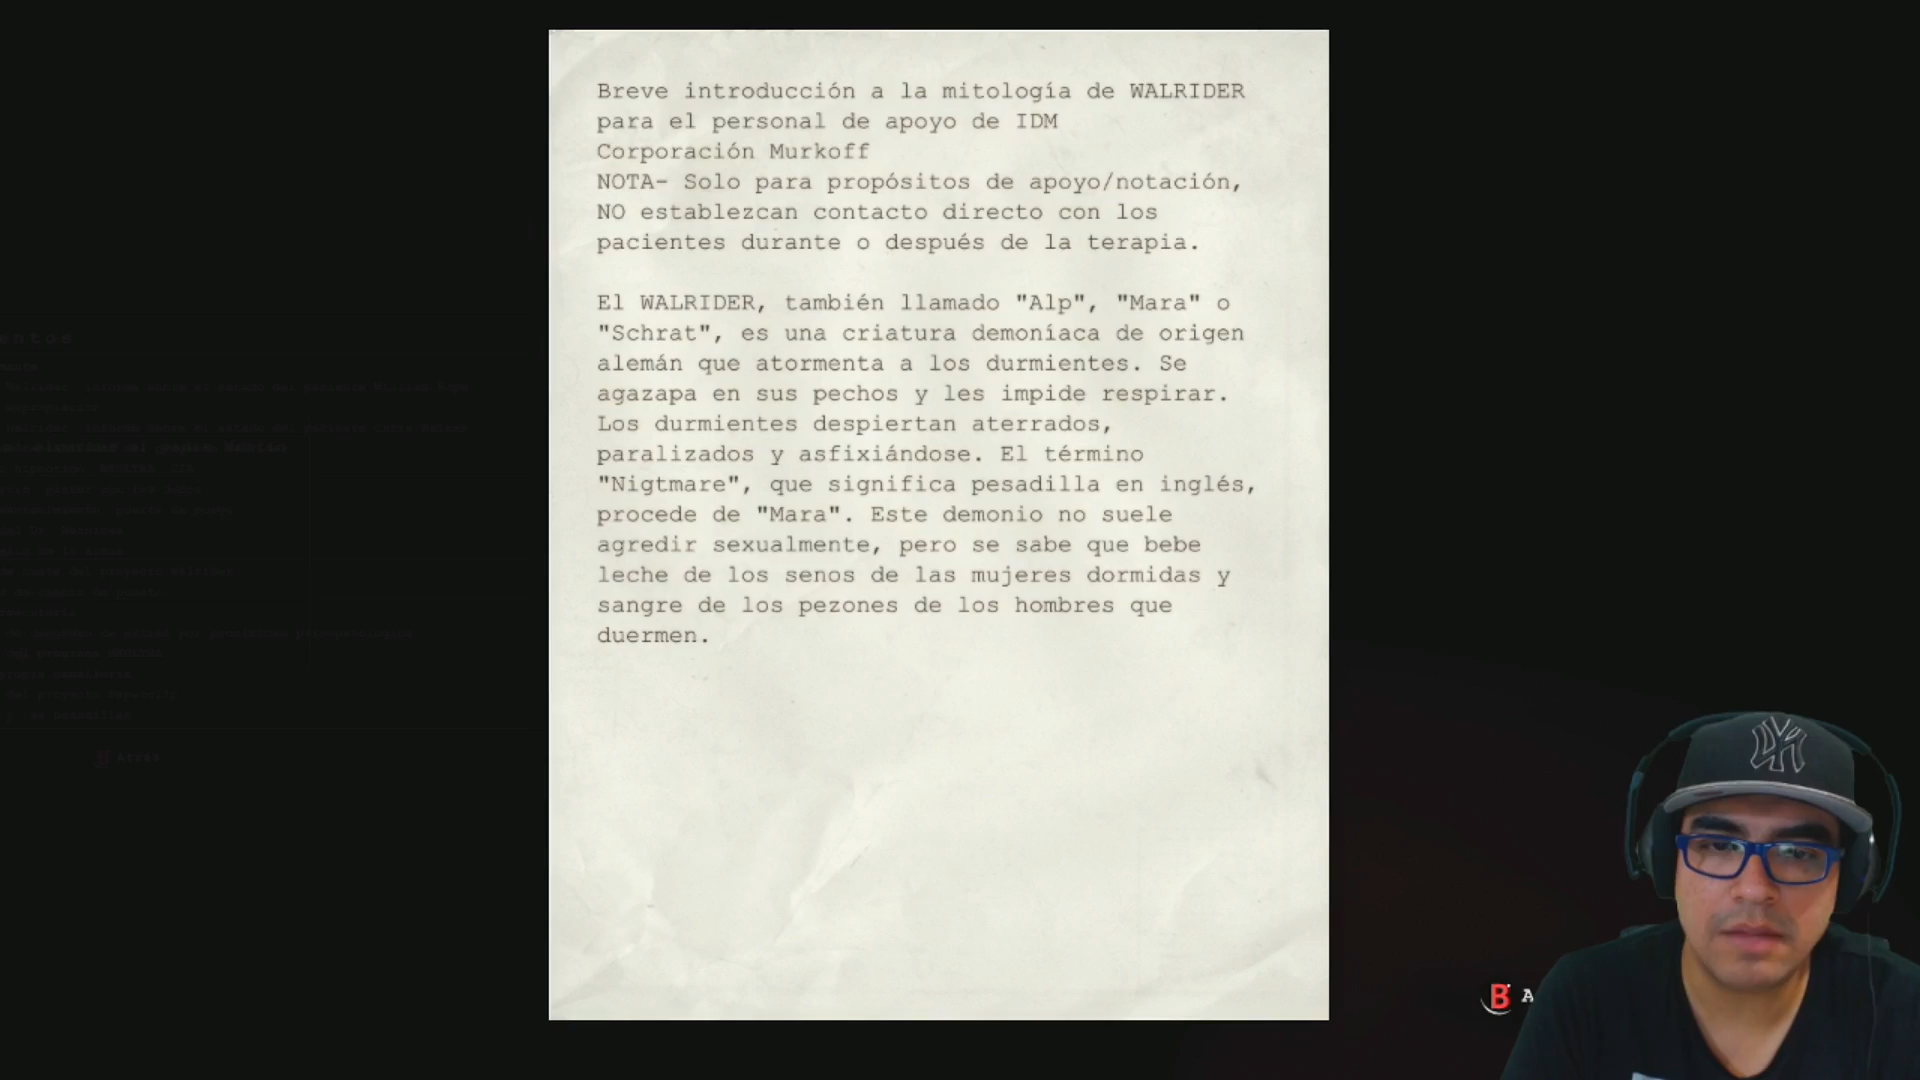 Breve introducción a la mitología de WALRIDER
para el personal de apoyo de IDM
Corporación Murkoff
NOTA- Solo para propósitos de apoyo/notación,
NO establezcan contacto directo con los
pacientes durante o después de la terapia.
El WALRIDER, también llamado "Alp", "Mara" o
"Schrat", es una criatura demoníaca de origen
alemán que atormenta a los durmientes. Se
agazapa en sus pechos y les impide respirar.
Los durmientes despiertan aterrados,
paralizados y asfixiándose. El término
"Nigtmare", que significa pesadilla en inglés,
procede de "Mara". Este demonio no suele
agredir sexualmente, pero se sabe que bebe
leche de los senos de las mujeres dormidas y
sangre de los pezones de los hombres que
duermen.
B A
NY
B Atrás